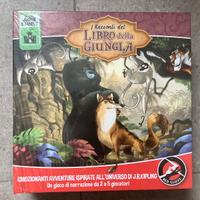 I Racconti del
LIBRO della
GIUNGLA
EMOZIONANTI AVVENTURE ISPIRATE ALL'UNIVERSO DI J.R.KIPLING
Un gioco di narrazione da 2 a 5 giocatori